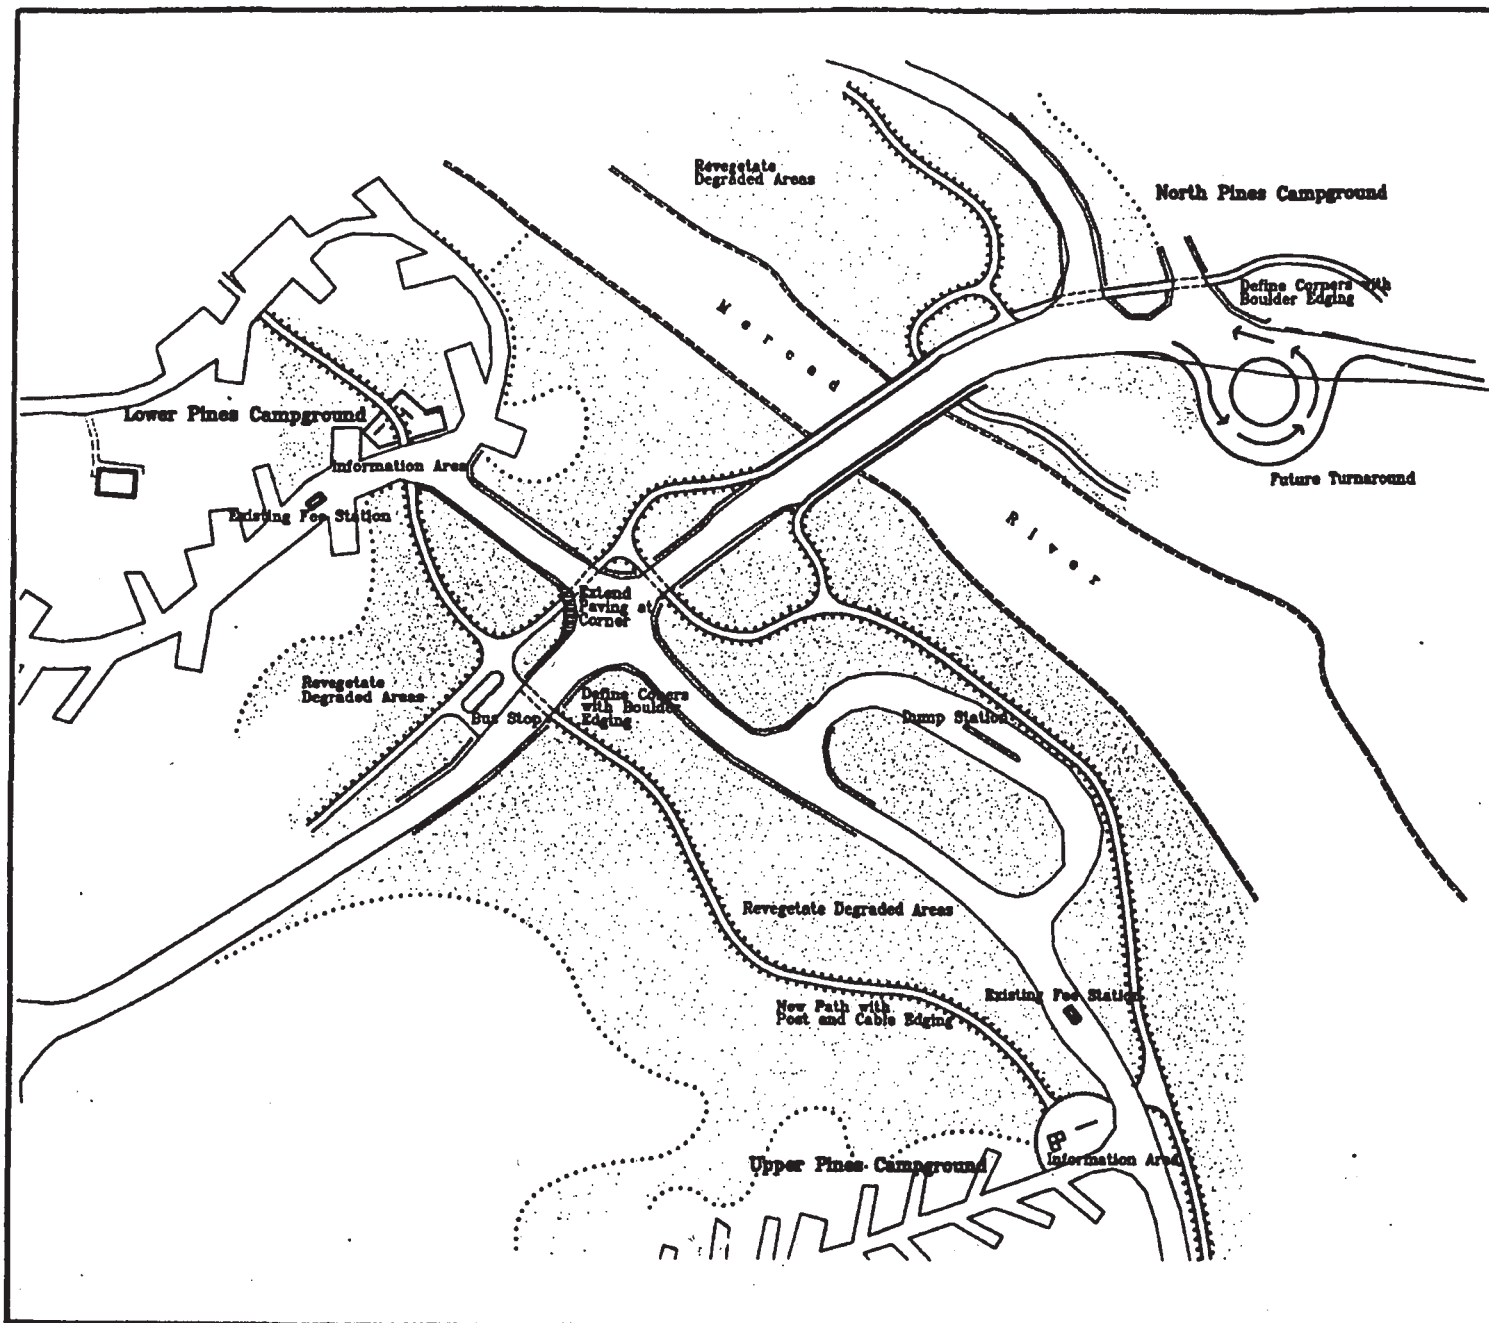 Revegetate
Degraded Areas
North Pines Campground
Define Corners with
Boulder Edging
Merced
Lower Pines Campground
Information Area
Future Turnaround
Existing Fee Station
River
Extend
Paving at
Corner
Revegetate
Degraded Areas
Define Coners
with Boulder
Edging
Bus Stop
Dump Station
Revegetate Degraded Areas
Existing Fee Station
New Path with
Post and Cable Edging
Upper Pines Campground
Information Area